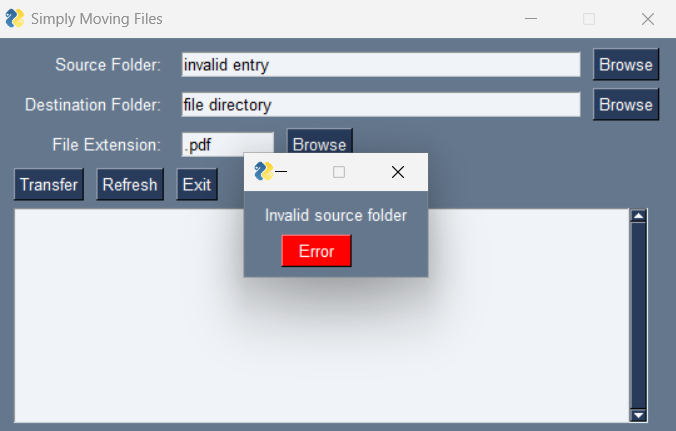 Simply Moving Files
Source Folder: invalid entry Browse
Destination Folder: file directory Browse
File Extension: .pdf Browse
Transfer Refresh Exit
Invalid source folder
Error